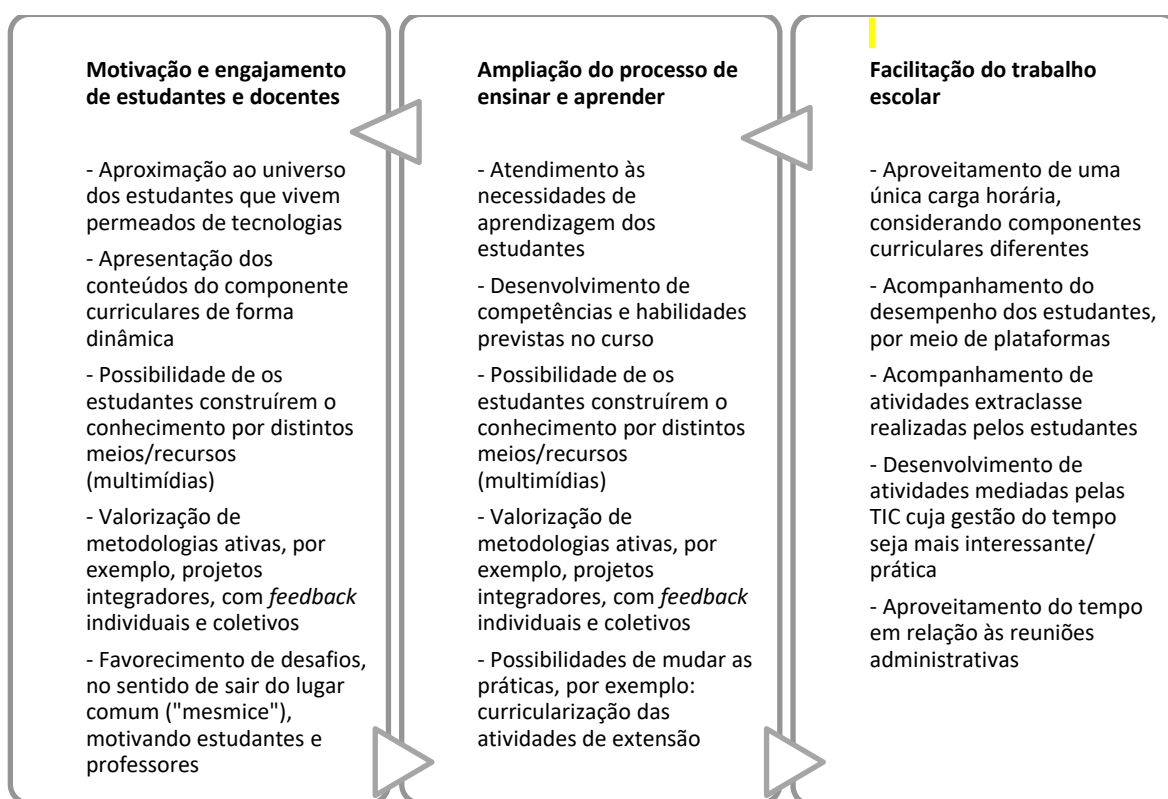 Motivação e engajamento
de estudantes e docentes
- Aproximação ao universo
dos estudantes que vivem
permeados de tecnologias
- Apresentação dos
conteúdos do componente
curriculares de forma
dinâmica
- Possibilidade de os
estudantes construírem o
conhecimento por distintos
meios/recursos
(multimídias)
- Valorização de
metodologias ativas, por
exemplo, projetos
integradores, com feedback
individuais e coletivos
- Favorecimento de desafios,
no sentido de sair do lugar
comum ("mesmice"),
motivando estudantes e
professores
Ampliação do processo de
ensinar e aprender
- Atendimento às
necessidades de
aprendizagem dos
estudantes
- Desenvolvimento de
competências e habilidades
previstas no curso
- Possibilidade de os
estudantes construírem o
conhecimento por distintos
meios/recursos
(multimídias)
- Valorização de
metodologias ativas, por
exemplo, projetos
integradores, com feedback
individuais e coletivos
- Possibilidades de mudar as
práticas, por exemplo:
curricularização das
atividades de extensão
Facilitação do trabalho
escolar
- Aproveitamento de uma
única carga horária,
considerando componentes
curriculares diferentes
- Acompanhamento do
desempenho dos estudantes,
por meio de plataformas
- Acompanhamento de
atividades extraclasse
realizadas pelos estudantes
- Desenvolvimento de
atividades mediadas pelas
TIC cuja gestão do tempo
seja mais interessante/
prática
- Aproveitamento do tempo
em relação às reuniões
administrativas